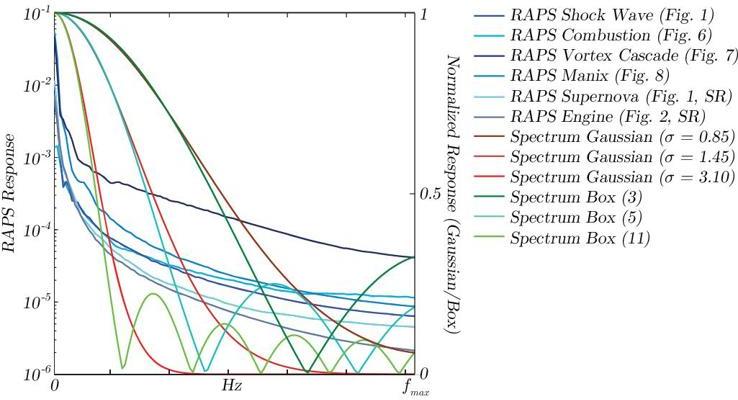 10⁻¹
10⁻²
10⁻³
10⁻⁴
10⁻⁵
10⁻⁶
RAPS Response
0
Hz
f_max
1
0.5
0
Normalized Response (Gaussian/Box)
RAPS Shock Wave (Fig. 1)
RAPS Combustion (Fig. 6)
RAPS Vortex Cascade (Fig. 7)
RAPS Manix (Fig. 8)
RAPS Supernova (Fig. 1, SR)
RAPS Engine (Fig. 2, SR)
Spectrum Gaussian (σ = 0.85)
Spectrum Gaussian (σ = 1.45)
Spectrum Gaussian (σ = 3.10)
Spectrum Box (3)
Spectrum Box (5)
Spectrum Box (11)